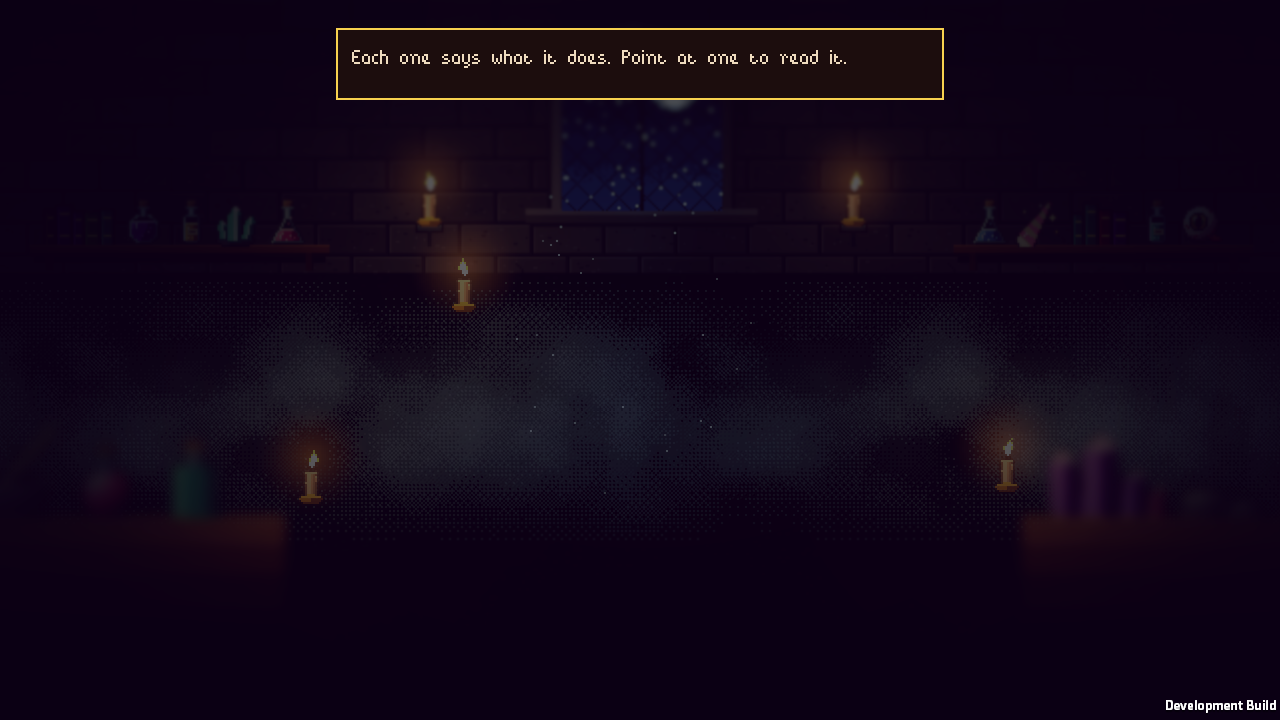 Each one says what it does. Point at one to read it.
Development Build